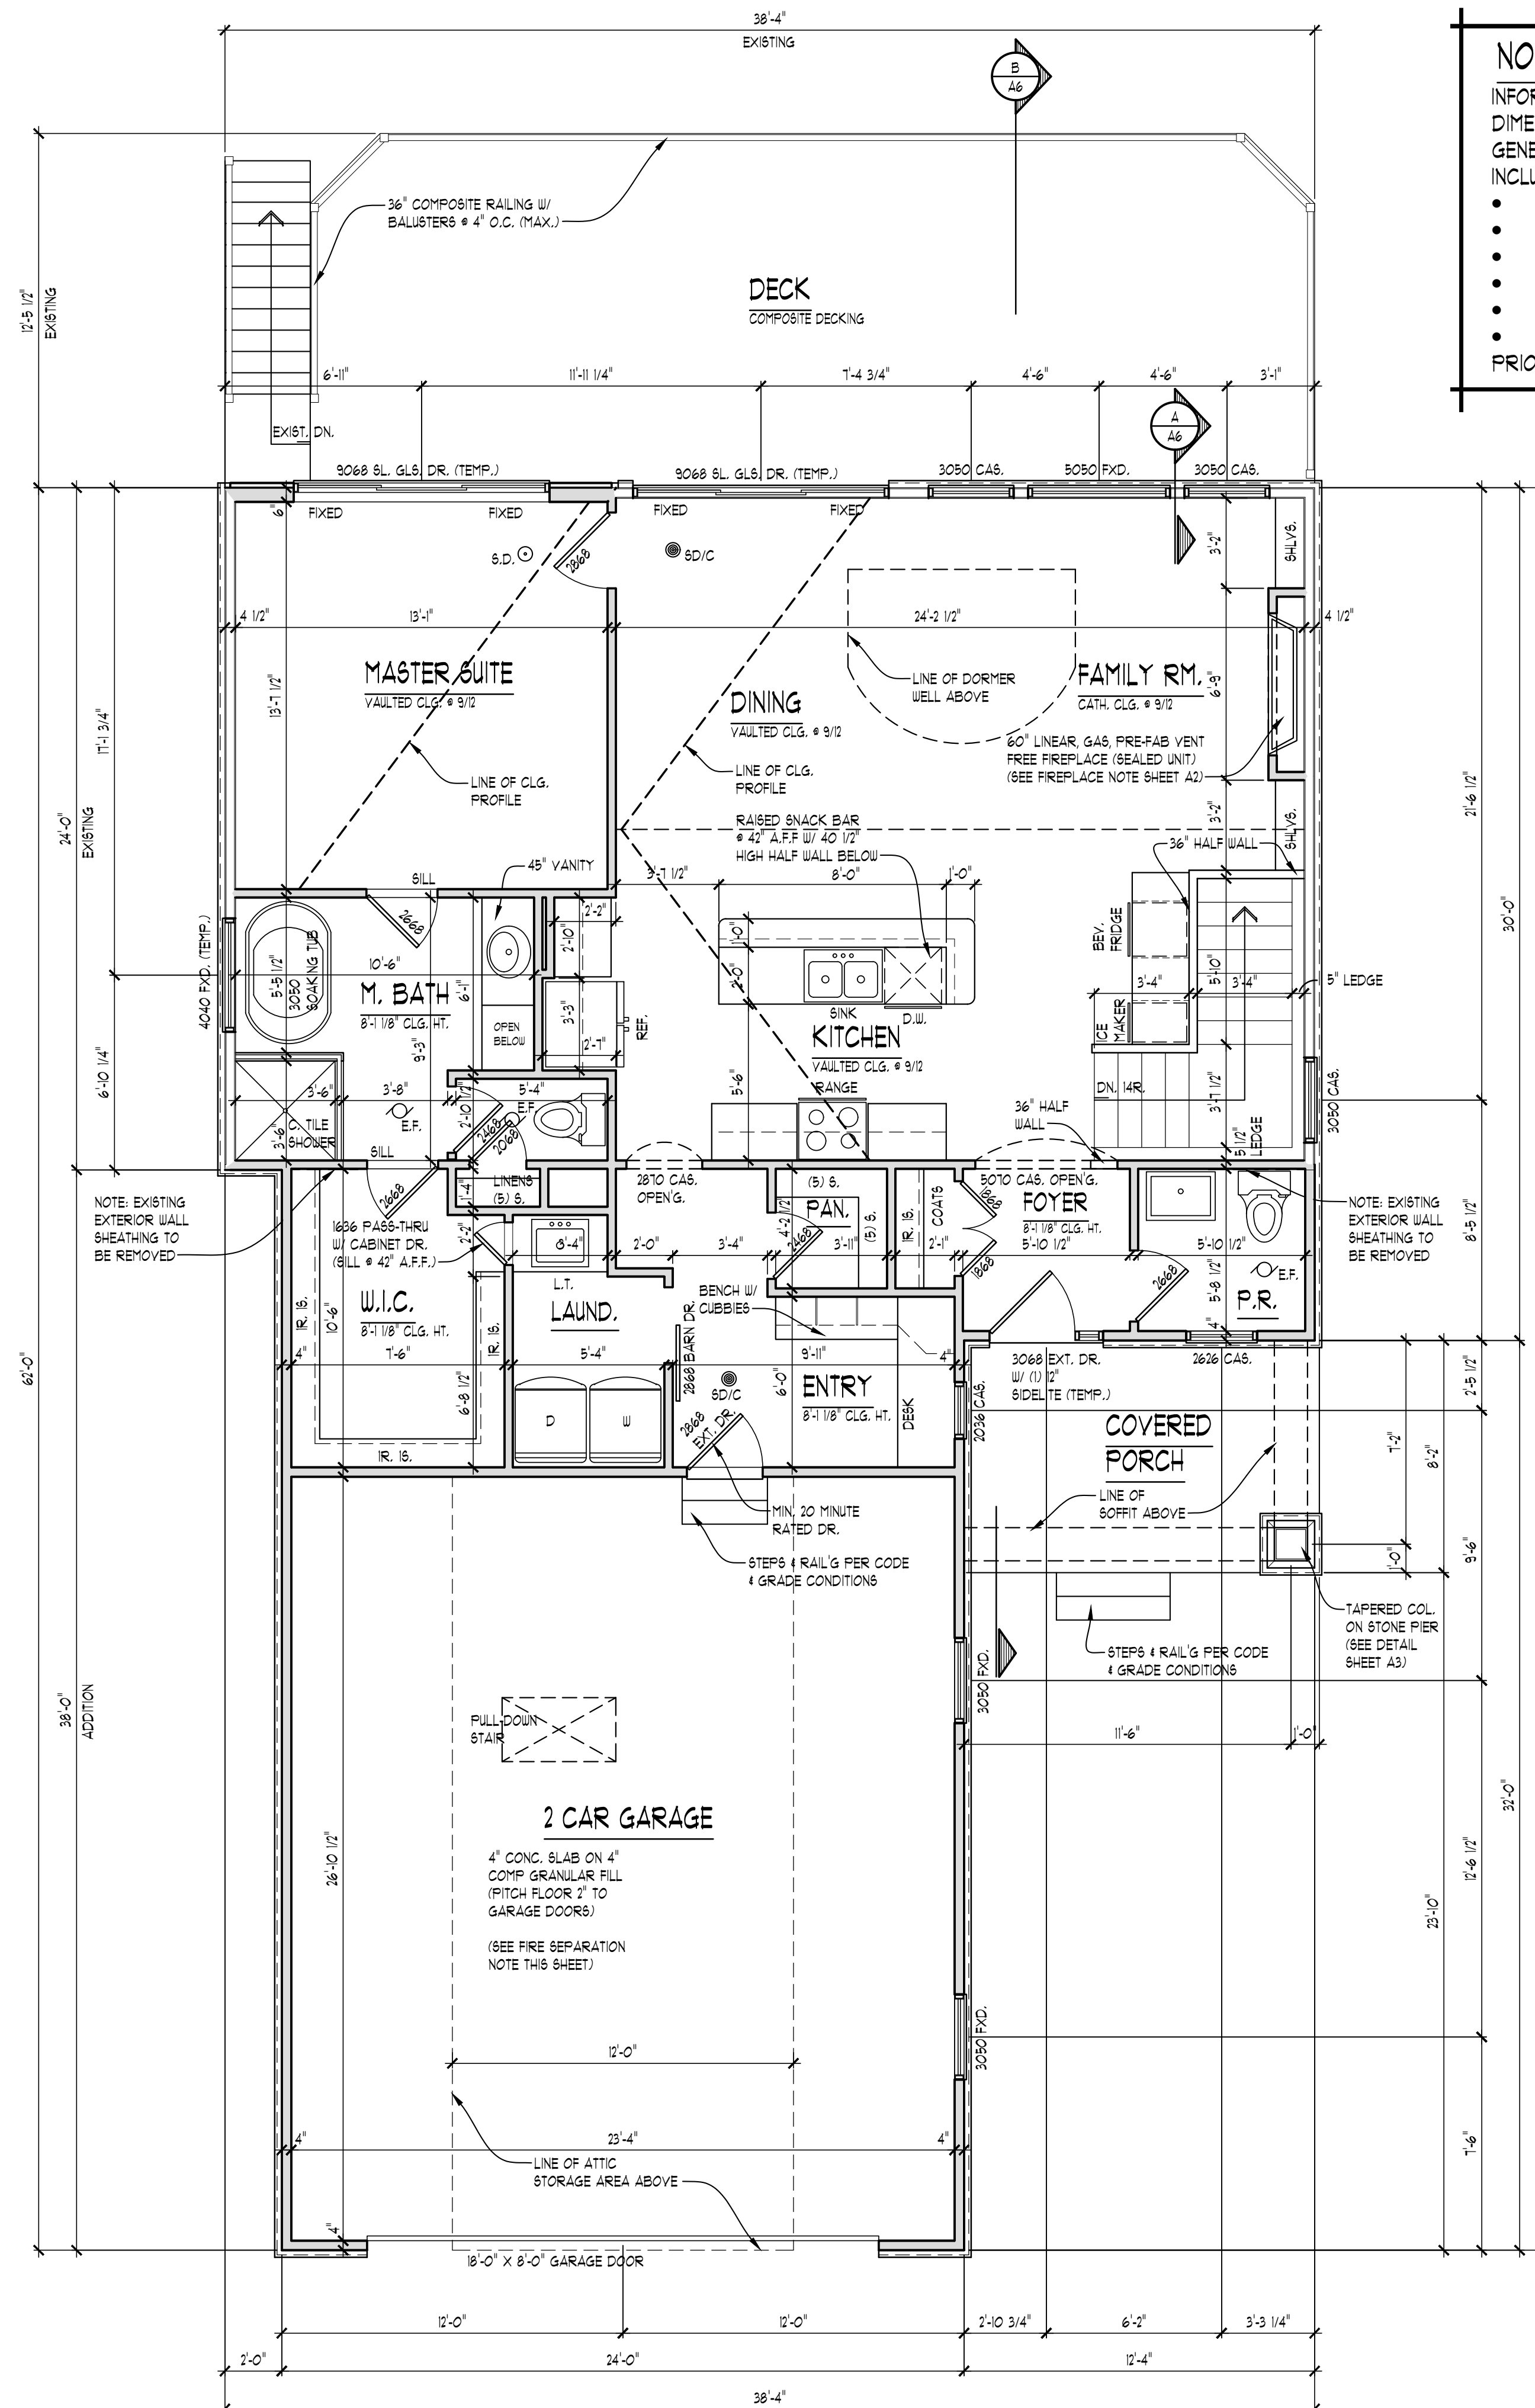 38'-4"
EXISTING
B
A6
NO
INFOR
DIME
GENE
INCLU
•
•
•
•
•
•
PRIO
36" COMPOSITE RAILING W/
BALUSTERS @ 4" O.C. (MAX.)
DECK
COMPOSITE DECKING
12'-5 1/2"
EXISTING
6'-11"
11'-11 1/4"
7'-4 3/4"
4'-6"
4'-6"
3'-1"
A
A6
EXIST. DN.
9068 SL. GLS. DR. (TEMP.)
9068 SL. GLS. DR. (TEMP.)
3050 CAS.
5050 FXD.
3050 CAS.
FIXED
FIXED
FIXED
FIXED
6"
S.D.
2868
SD/C
3'-2"
SHLVS.
4 1/2"
13'-1"
24'-2 1/2"
4 1/2"
MASTER SUITE
VAULTED CLG. @ 9/12
13'-7 1/2"
DINING
VAULTED CLG. @ 9/12
LINE OF DORMER
WELL ABOVE
FAMILY RM.
CATH. CLG. @ 9/12
6'-9"
60" LINEAR, GAS, PRE-FAB VENT
FREE FIREPLACE (SEALED UNIT)
(SEE FIREPLACE NOTE SHEET A2)
LINE OF CLG.
PROFILE
LINE OF CLG.
PROFILE
17'-1 3/4"
24'-0"
EXISTING
21'-6 1/2"
30'-0"
RAISED SNACK BAR
@ 42" A.F.F W/ 40 1/2"
HIGH HALF WALL BELOW
3'-2"
SHLVS.
36" HALF WALL
45" VANITY
SILL
3'-7 1/2"
8'-0"
1'-0"
2668
2'-2"
2'-10"
4040 FXD. (TEMP.)
5'-5 1/2"
3050
SOAKING TUB
10'-6"
6'-1"
M. BATH
8'-1 1/8" CLG. HT.
9'-3"
OPEN
BELOW
3'-3"
2'-7"
REF.
1'-0"
2'-0"
SINK
D.W.
KITCHEN
VAULTED CLG. @ 9/12
RANGE
5'-6"
BEV.
FRIDGE
ICE
MAKER
3'-4"
5'-10"
3'-4"
5" LEDGE
DN. 14R.
3'-7 1/2"
5 1/2"
LEDGE
3050 CAS.
36" HALF
WALL
6'-10 1/4"
3'-6"
3'-6"
C. TILE
SHOWER
3'-8"
E.F.
2'-10 1/2"
5'-4"
E.F.
2468
2068
SILL
2668
LINENS
(5) S.
1'-4"
2870 CAS.
OPEN'G.
(5) S.
PAN.
(5) S.
4'-2 1/2"
2468
3'-11"
IR. IS.
COATS
2'-1"
5070 CAS. OPEN'G.
1868
1868
FOYER
8'-1 1/8" CLG. HT.
5'-10 1/2"
5'-10 1/2"
2668
5'-8 1/2"
4"
P.R.
E.F.
NOTE: EXISTING
EXTERIOR WALL
SHEATHING TO
BE REMOVED
NOTE: EXISTING
EXTERIOR WALL
SHEATHING TO
BE REMOVED
8'-5 1/2"
1636 PASS-THRU
W/ CABINET DR.
(SILL @ 42" A.F.F.)
2'-2"
6'-4"
2'-0"
3'-4"
L.T.
LAUND.
BENCH W/
CUBBIES
W.I.C.
8'-1 1/8" CLG. HT.
IR. IS.
10'-6"
IR. IS.
IR. IS.
4"
7'-6"
6'-8 1/2"
5'-4"
D
W
2868 BARN DR.
SD/C
6'-0"
9'-11"
4"
ENTRY
8'-1 1/8" CLG. HT.
DESK
2868
EXT. DR.
2036 CAS.
3068 EXT. DR.
W/ (1) 12"
SIDELITE (TEMP.)
2626 CAS.
COVERED
PORCH
2'-5 1/2"
7'-2"
8'-2"
LINE OF
SOFFIT ABOVE
MIN. 20 MINUTE
RATED DR.
STEPS & RAIL'G PER CODE
& GRADE CONDITIONS
1'-0"
9'-6"
TAPERED COL.
ON STONE PIER
(SEE DETAIL
SHEET A3)
STEPS & RAIL'G PER CODE
& GRADE CONDITIONS
3050 FXD.
11'-6"
1'-0"
62'-0"
38'-0"
ADDITION
PULL-DOWN
STAIR
2 CAR GARAGE
4" CONC. SLAB ON 4"
COMP GRANULAR FILL
(PITCH FLOOR 2" TO
GARAGE DOORS)
(SEE FIRE SEPARATION
NOTE THIS SHEET)
26'-10 1/2"
32'-0"
12'-6 1/2"
23'-10"
3050 FXD.
12'-0"
4"
23'-4"
4"
LINE OF ATTIC
STORAGE AREA ABOVE
7'-6"
4"
18'-0" X 8'-0" GARAGE DOOR
12'-0"
12'-0"
2'-10 3/4"
6'-2"
3'-3 1/4"
2'-0"
24'-0"
12'-4"
38'-4"